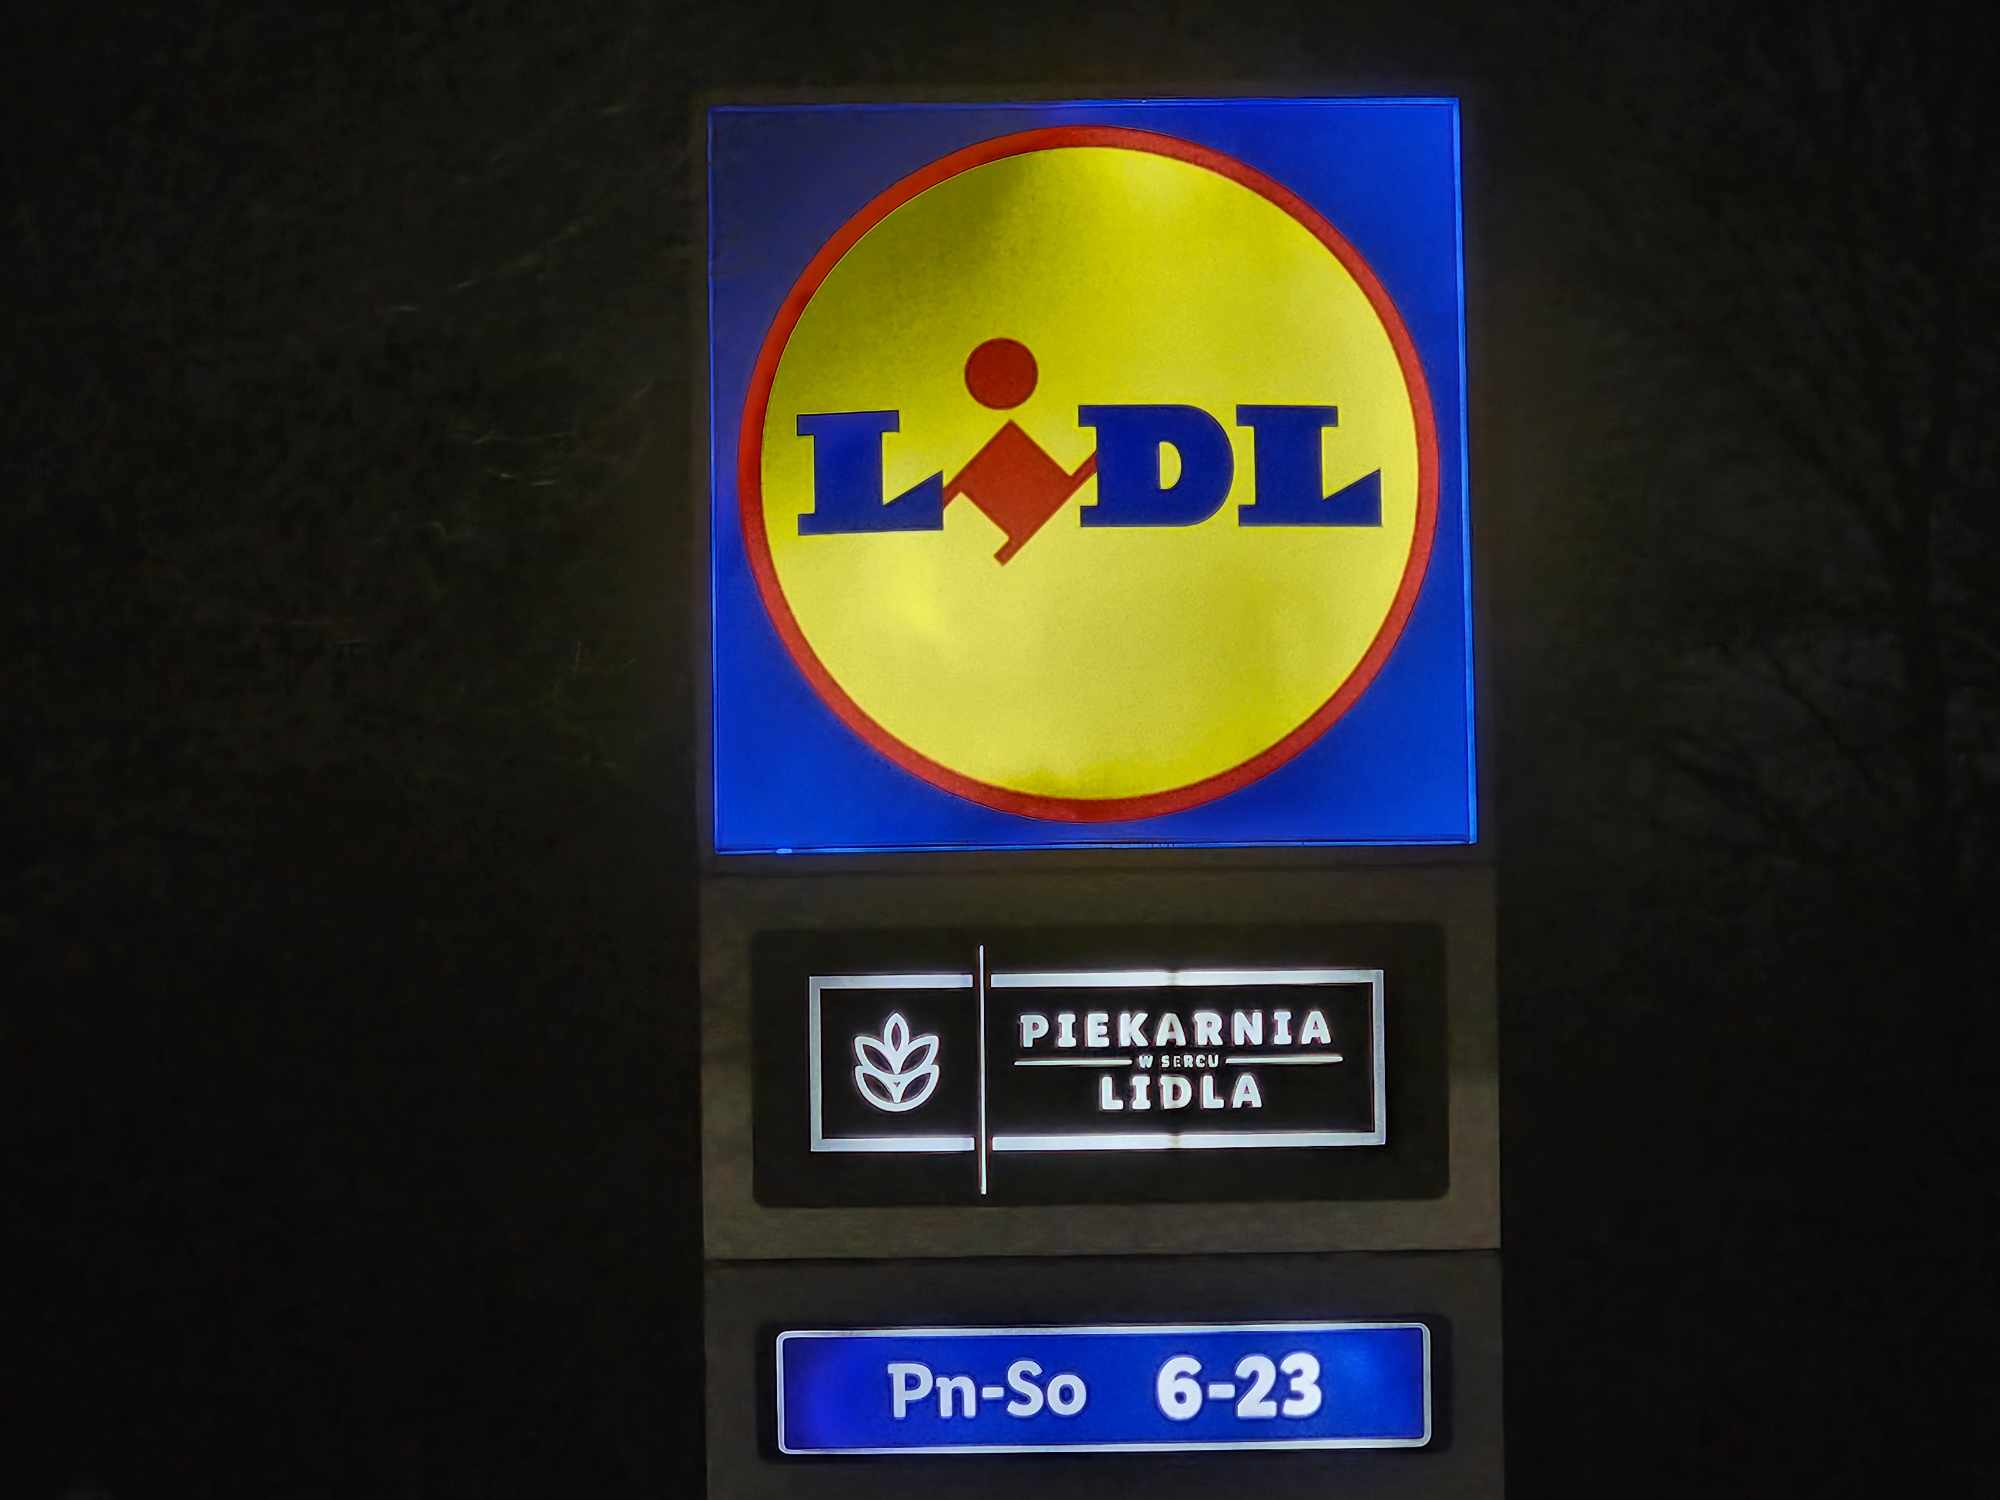 LiDL
PIEKARNIA
W SERCU
LIDLA
Pn-So 6-23